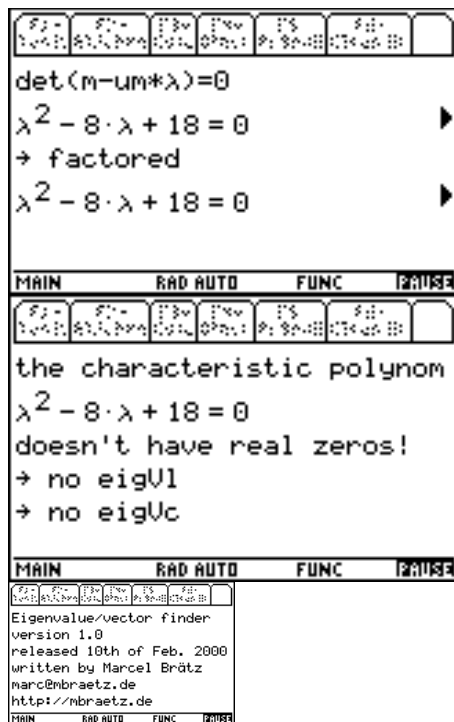 det(m-um*λ)=0
λ² - 8·λ + 18 = 0
→ factored
λ² - 8·λ + 18 = 0
MAIN RAD AUTO FUNC PAUSE
the characteristic polynom
λ² - 8·λ + 18 = 0
doesn't have real zeros!
→ no eigVl
→ no eigVc
MAIN RAD AUTO FUNC PAUSE
Eigenvalue/vector finder
version 1.0
released 10th of Feb. 2000
written by Marcel Brätz
marc@mbraetz.de
http://mbraetz.de
MAIN RAD AUTO FUNC PAUSE